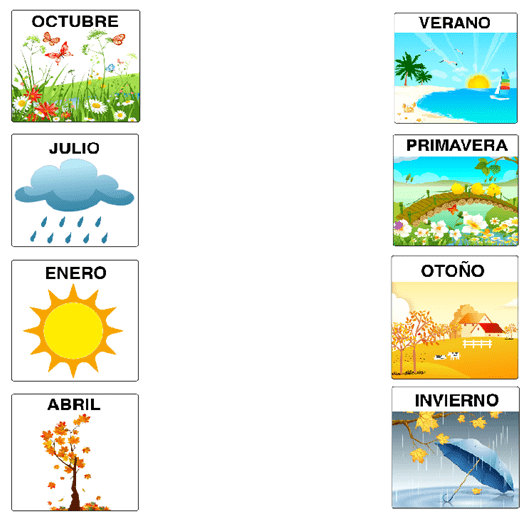 OCTUBRE
VERANO
JULIO
PRIMAVERA
ENERO
OTOÑO
ABRIL
INVIERNO